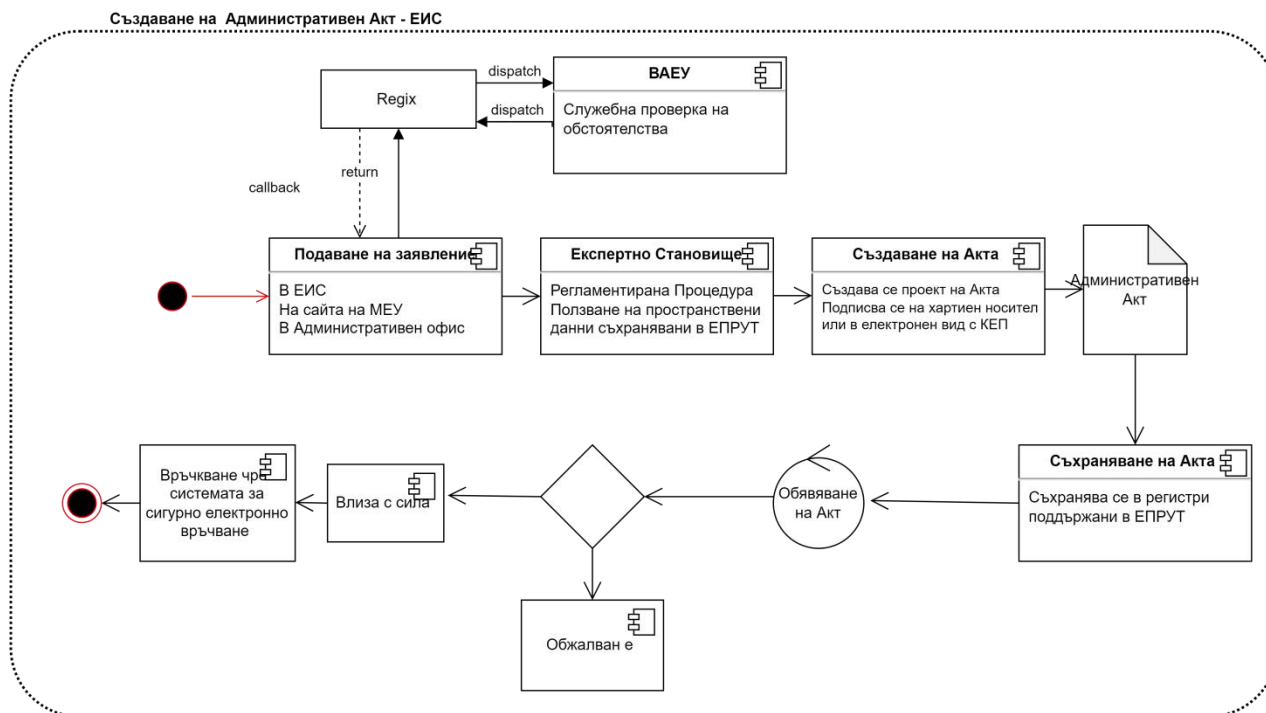 Създаване на Административен Акт - ЕИС
Regix
dispatch
dispatch
ВАЕУ
Служебна проверка на
обстоятелства
callback
return
Подаване на заявление
В ЕИС
На сайта на МЕУ
В Административен офис
Експертно Становище
Регламентирана Процедура
Ползване на пространствени
данни съхранявани в ЕПРУТ
Създаване на Акта
Създава се проект на Акта
Подписва се на хартиен носител
или в електронен вид с КЕП
Административен
Акт
Съхраняване на Акта
Съхранява се в регистри
поддържани в ЕПРУТ
Обявяване
на Акт
Влиза с сила
Връчкване чрез
системата за
сигурно електронно
връчване
Обжалван е